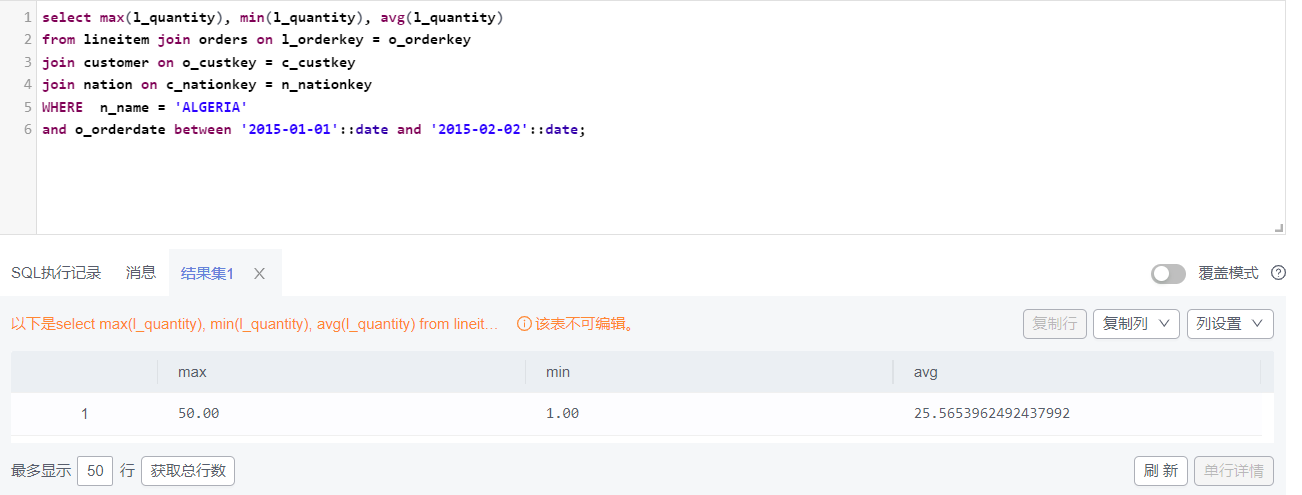 1 select max(l_quantity), min(l_quantity), avg(l_quantity)
2 from lineitem join orders on l_orderkey = o_orderkey
3 join customer on o_custkey = c_custkey
4 join nation on c_nationkey = n_nationkey
5 WHERE  n_name = 'ALGERIA'
6 and o_orderdate between '2015-01-01'::date and '2015-02-02'::date;
SQL执行记录 消息 结果集1 X 覆盖模式 ?
以下是select max(l_quantity), min(l_quantity), avg(l_quantity) from lineit… 该表不可编辑。 复制行 复制列 列设置
max min avg
1 50.00 1.00 25.5653962492437992
最多显示 50 行 获取总行数 刷 新 单行详情